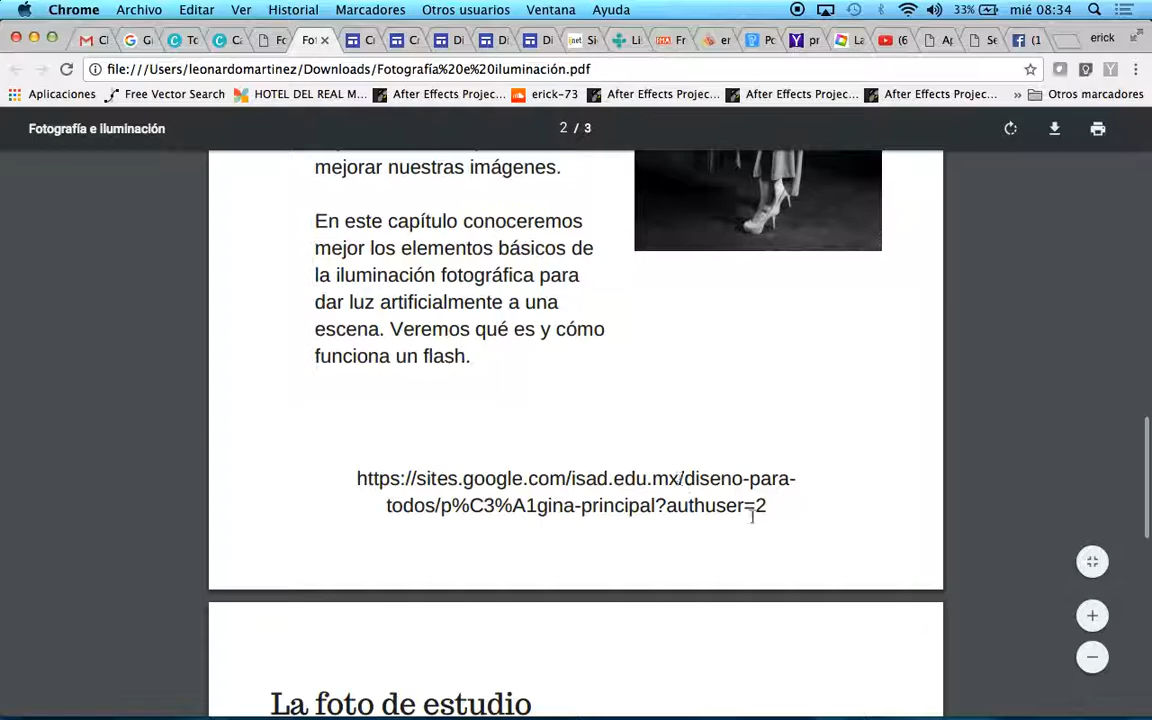 Chrome Archivo Editar Ver Historial Marcadores Otros usuarios Ventana Ayuda 33% mié 08:34
Fot erick
file:///Users/leonardomartinez/Downloads/Fotografía%20e%20iluminación.pdf
Aplicaciones Free Vector Search HOTEL DEL REAL M... After Effects Projec... erick-73 After Effects Projec... After Effects Projec... After Effects Projec... » Otros marcadores
Fotografía e iluminación 2 / 3
mejorar nuestras imágenes.
En este capítulo conoceremos
mejor los elementos básicos de
la iluminación fotográfica para
dar luz artificialmente a una
escena. Veremos qué es y cómo
funciona un flash.
https://sites.google.com/isad.edu.mx/diseno-para-
todos/p%C3%A1gina-principal?authuser=2
La foto de estudio